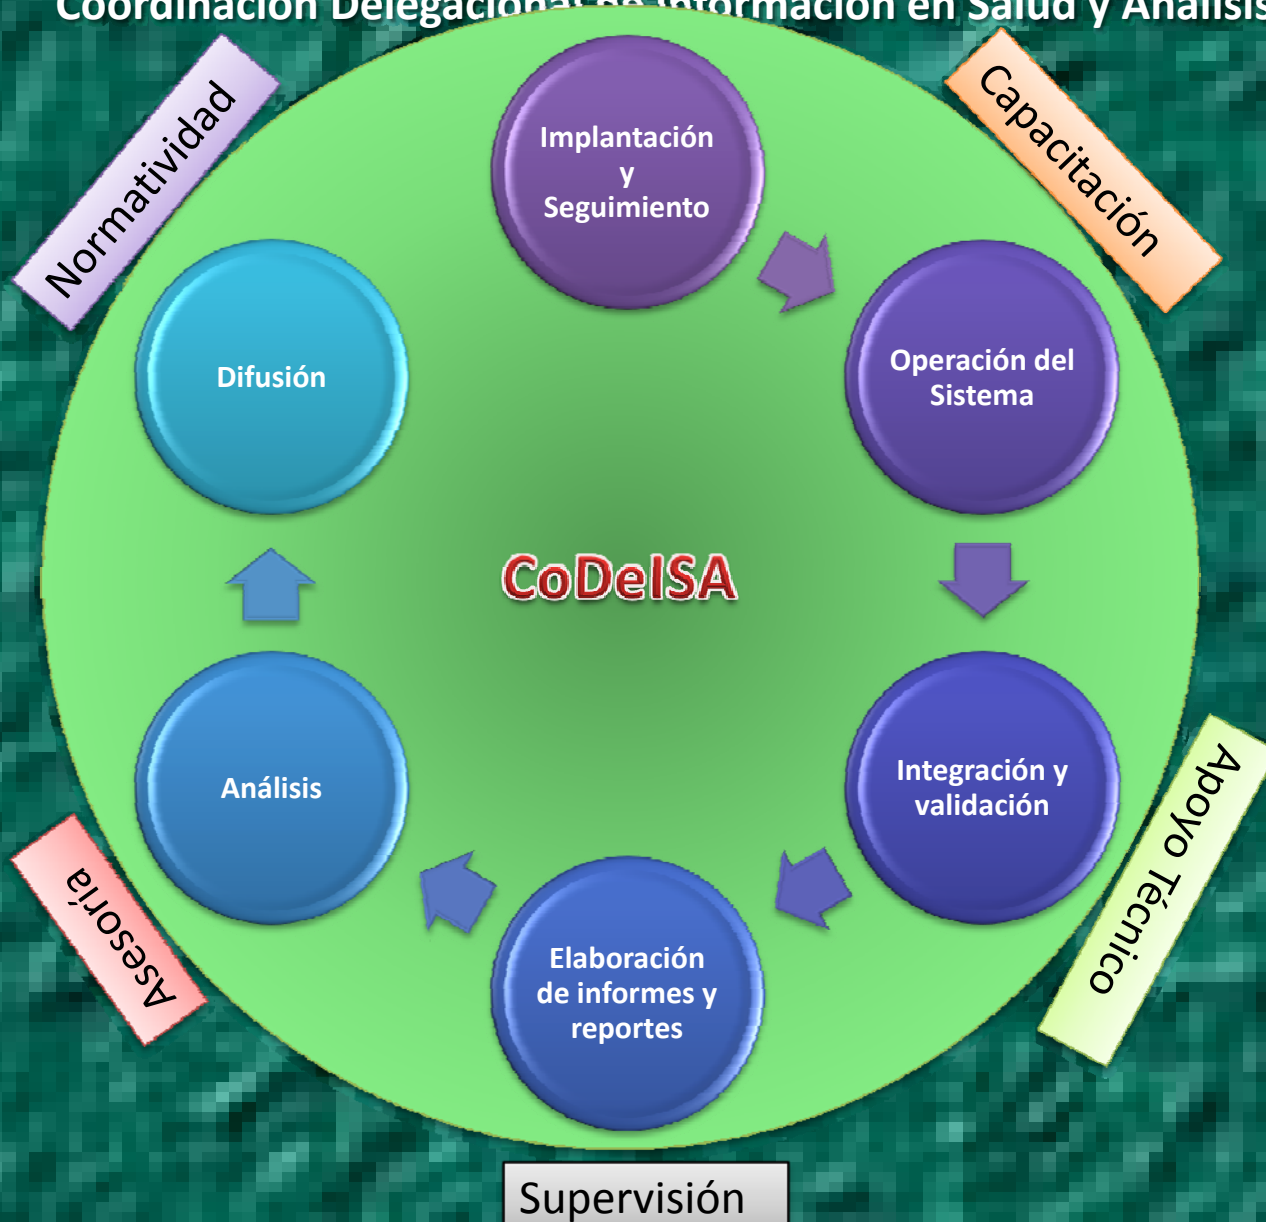 Coordinación Delegacional de Información en Salud y Análisis
Normatividad
Capacitación
Implantación
y
Seguimiento
Difusión
Operación del
Sistema
CoDeISA
Análisis
Integración y
validación
Apoyo Técnico
Asesoría
Elaboración
de informes y
reportes
Supervisión